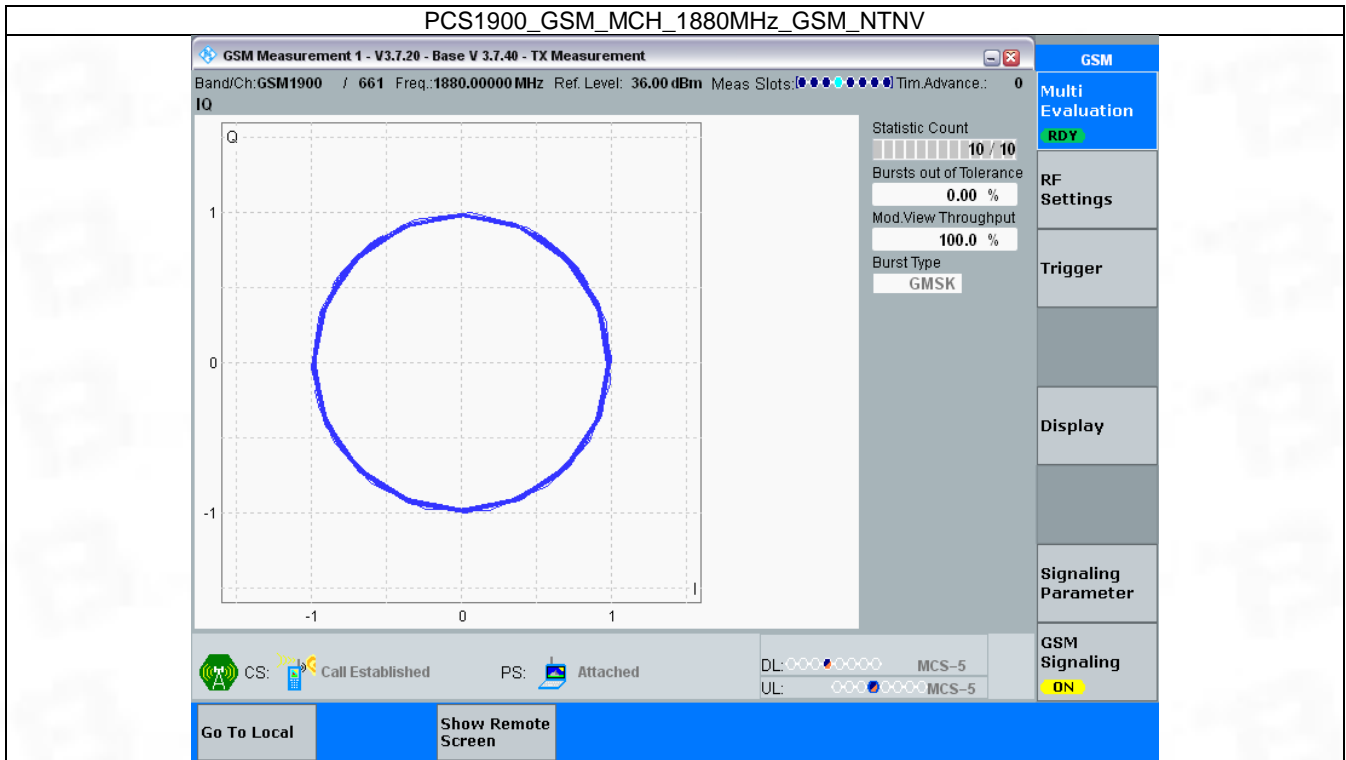 PCS1900_GSM_MCH_1880MHz_GSM_NTNV
GSM Measurement 1 - V3.7.20 - Base V 3.7.40 - TX Measurement
Band/Ch:GSM1900 / 661 Freq.:1880.00000 MHz Ref. Level: 36.00 dBm Meas Slots: Tim.Advance.: 0
IQ
Q
1
0
-1
-1 0 1
I
Statistic Count
10 / 10
Bursts out of Tolerance
0.00 %
Mod.View Throughput
100.0 %
Burst Type
GMSK
GSM
Multi
Evaluation
RDY
RF
Settings
Trigger
Display
Signaling
Parameter
GSM
Signaling
ON
CS: Call Established PS: Attached
DL: MCS-5
UL: MCS-5
Go To Local
Show Remote
Screen